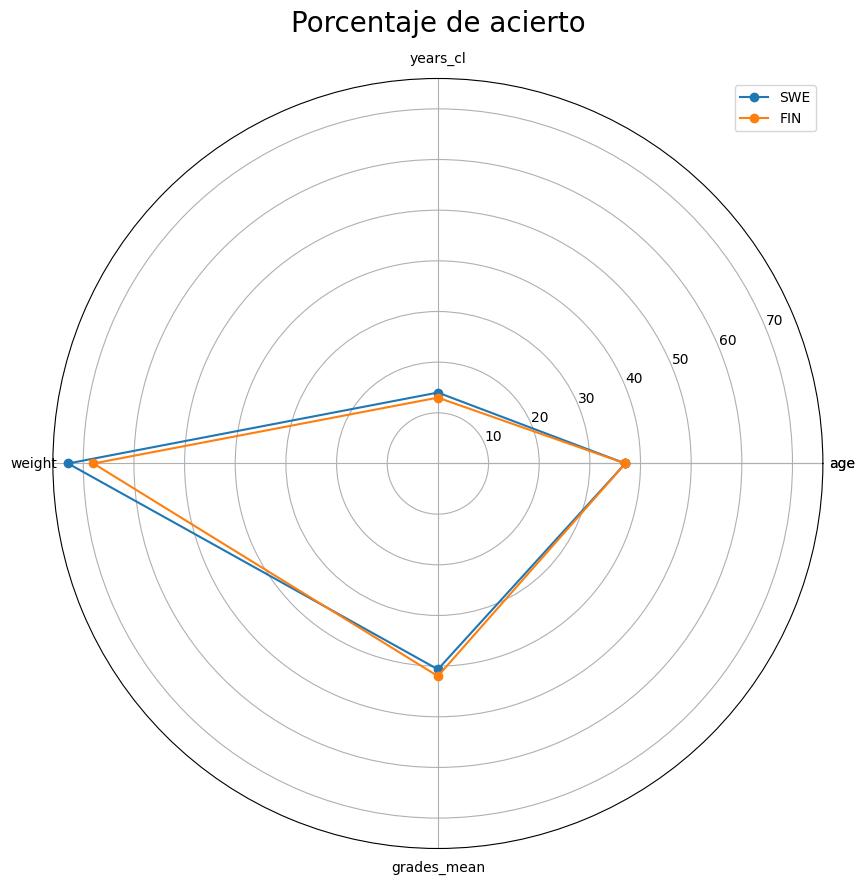 Porcentaje de acierto
years_cl
SWE
FIN
70
60
50
40
30
20
10
weight
age
grades_mean